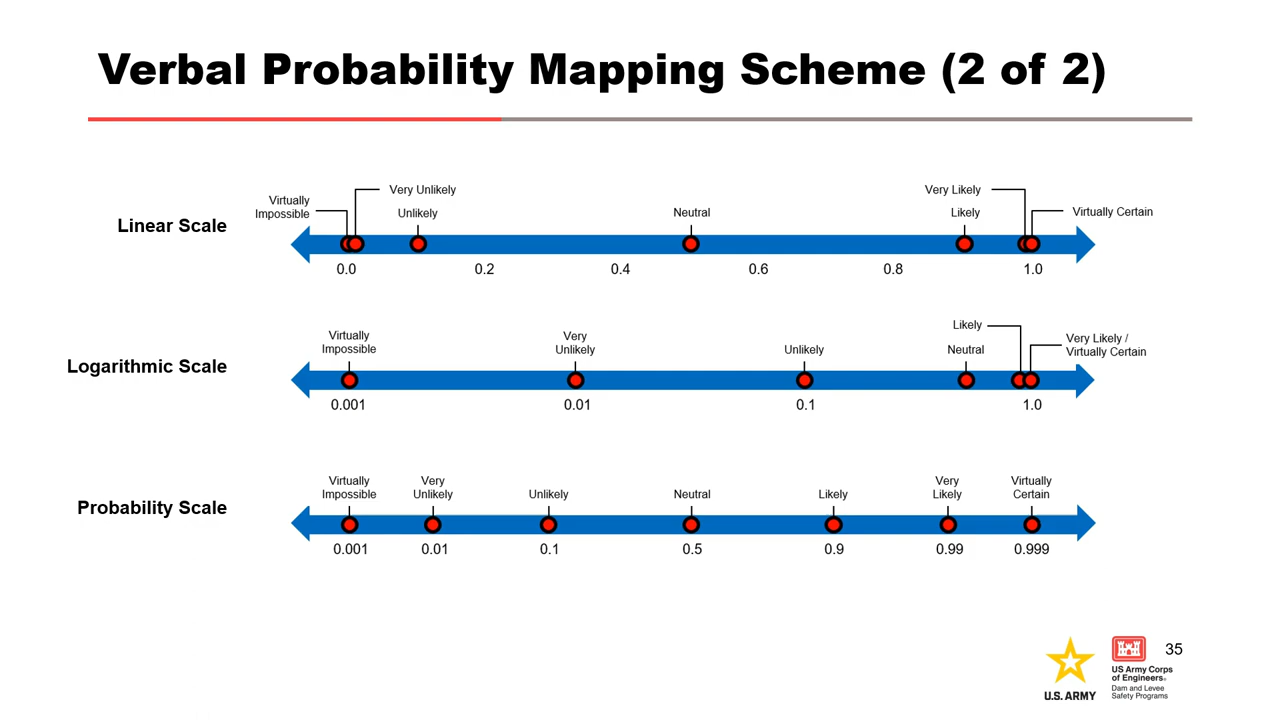 Verbal Probability Mapping Scheme (2 of 2)
Linear Scale
Virtually
Impossible
Very Unlikely
Unlikely
Neutral
Very Likely
Likely
Virtually Certain
0.0
0.2
0.4
0.6
0.8
1.0
Logarithmic Scale
Virtually
Impossible
Very
Unlikely
Unlikely
Likely
Neutral
Very Likely /
Virtually Certain
0.001
0.01
0.1
1.0
Probability Scale
Virtually
Impossible
Very
Unlikely
Unlikely
Neutral
Likely
Very
Likely
Virtually
Certain
0.001
0.01
0.1
0.5
0.9
0.99
0.999
U.S. ARMY
US Army Corps
of Engineers®
Dam and Levee
Safety Programs
35